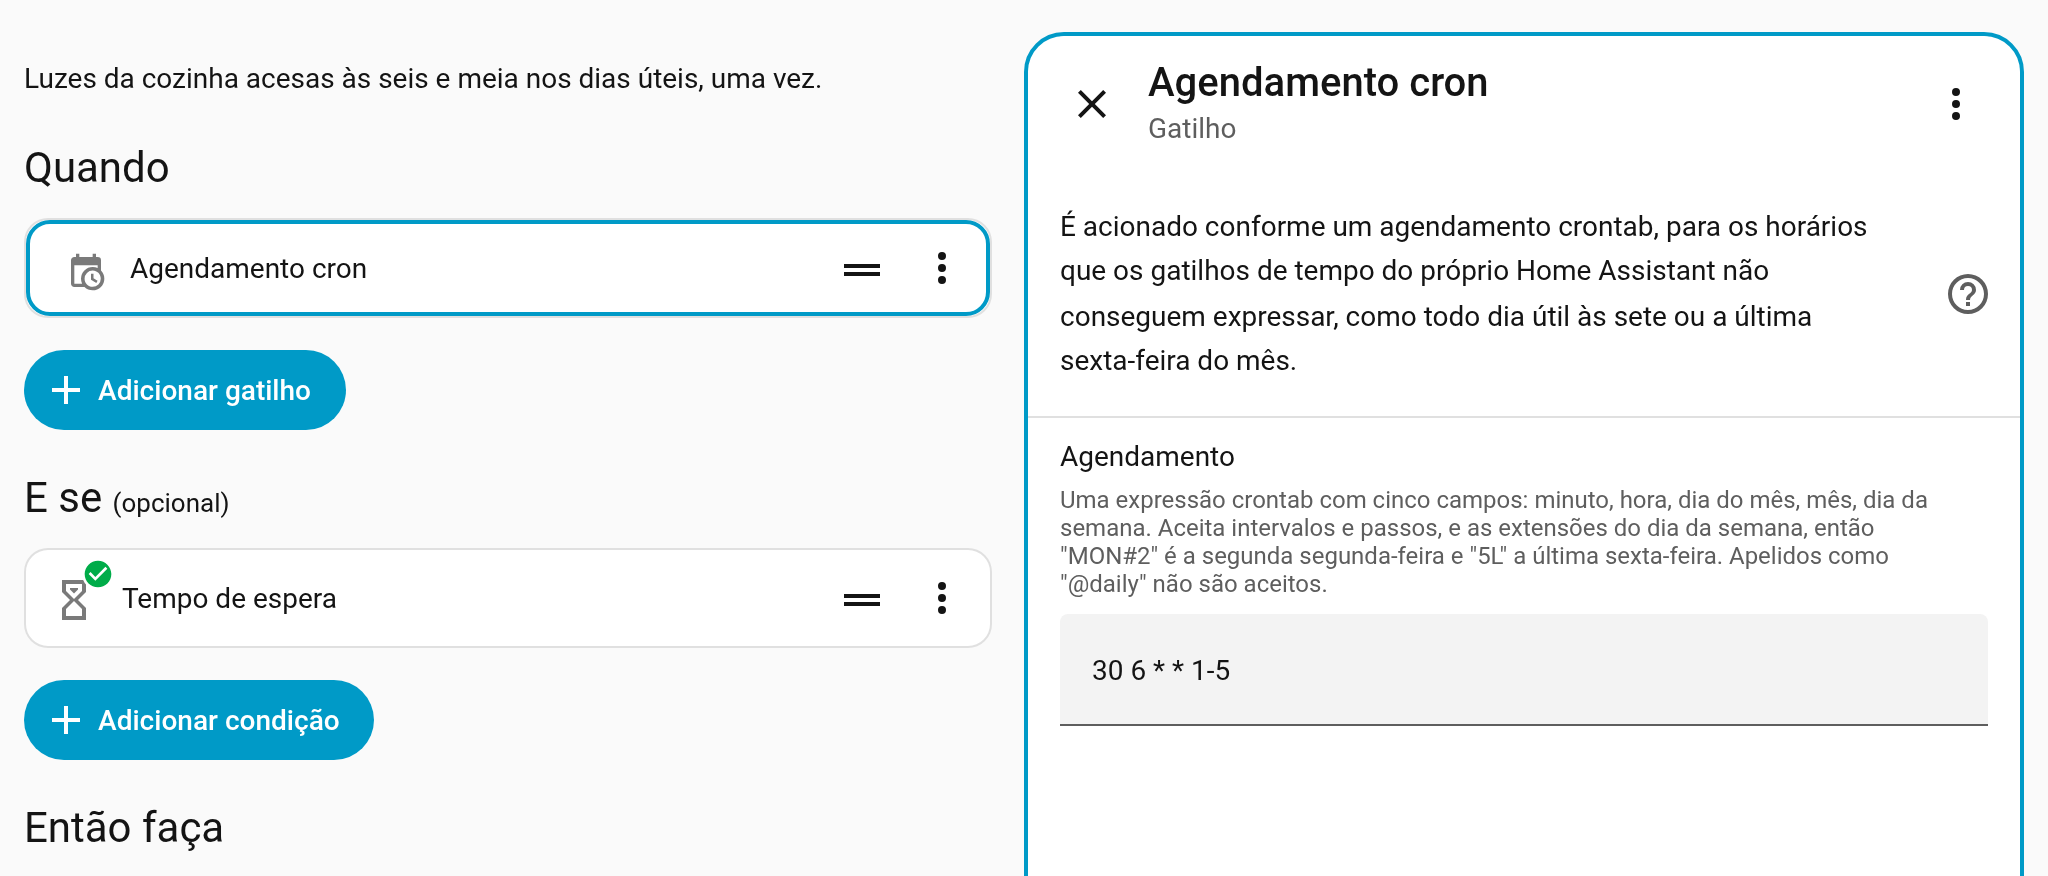 Luzes da cozinha acesas às seis e meia nos dias úteis, uma vez.
Quando
Agendamento cron
Adicionar gatilho
E se (opcional)
Tempo de espera
Adicionar condição
Então faça
Agendamento cron
Gatilho
É acionado conforme um agendamento crontab, para os horários
que os gatilhos de tempo do próprio Home Assistant não
conseguem expressar, como todo dia útil às sete ou a última
sexta-feira do mês.
Agendamento
Uma expressão crontab com cinco campos: minuto, hora, dia do mês, mês, dia da
semana. Aceita intervalos e passos, e as extensões do dia da semana, então
"MON#2" é a segunda segunda-feira e "5L" a última sexta-feira. Apelidos como
"@daily" não são aceitos.
30 6 * * 1-5